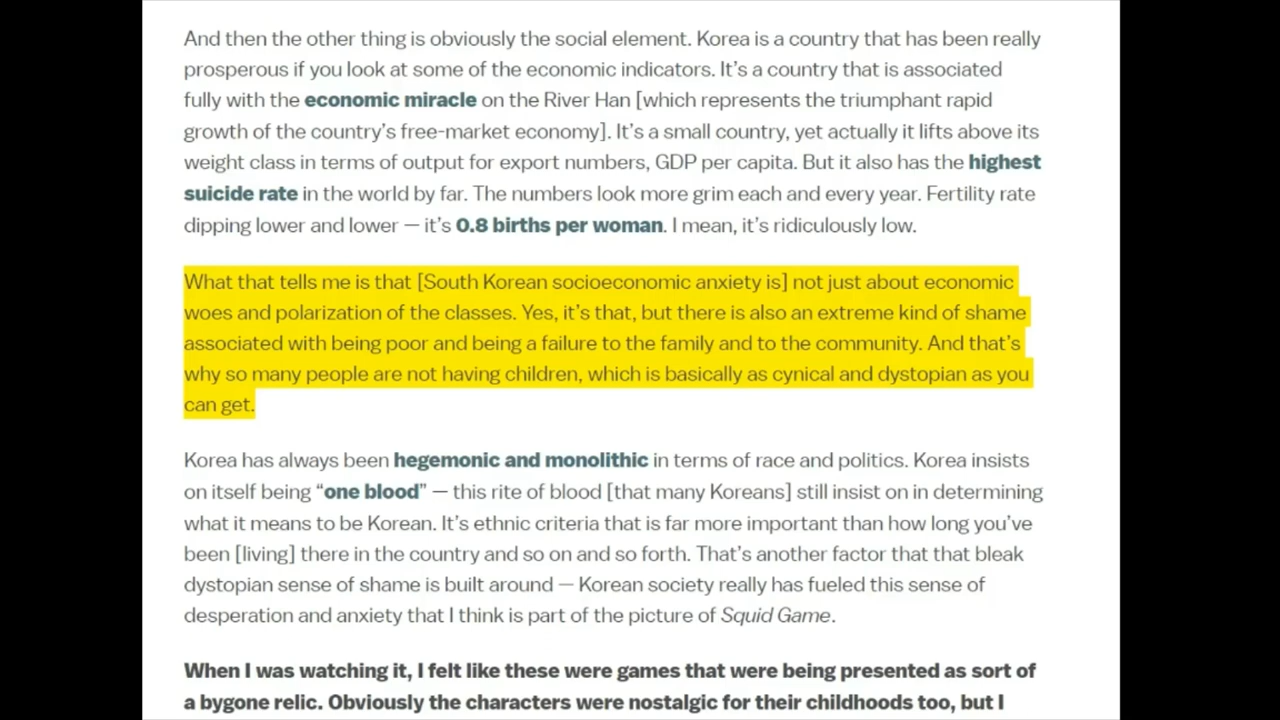 And then the other thing is obviously the social element. Korea is a country that has been really
prosperous if you look at some of the economic indicators. It’s a country that is associated
fully with the economic miracle on the River Han [which represents the triumphant rapid
growth of the country’s free-market economy]. It’s a small country, yet actually it lifts above its
weight class in terms of output for export numbers, GDP per capita. But it also has the highest
suicide rate in the world by far. The numbers look more grim each and every year. Fertility rate
dipping lower and lower — it’s 0.8 births per woman. I mean, it’s ridiculously low.
What that tells me is that [South Korean socioeconomic anxiety is] not just about economic
woes and polarization of the classes. Yes, it’s that, but there is also an extreme kind of shame
associated with being poor and being a failure to the family and to the community. And that’s
why so many people are not having children, which is basically as cynical and dystopian as you
can get.
Korea has always been hegemonic and monolithic in terms of race and politics. Korea insists
on itself being “one blood” — this rite of blood [that many Koreans] still insist on in determining
what it means to be Korean. It’s ethnic criteria that is far more important than how long you’ve
been [living] there in the country and so on and so forth. That’s another factor that that bleak
dystopian sense of shame is built around — Korean society really has fueled this sense of
desperation and anxiety that I think is part of the picture of Squid Game.
When I was watching it, I felt like these were games that were being presented as sort of
a bygone relic. Obviously the characters were nostalgic for their childhoods too, but I